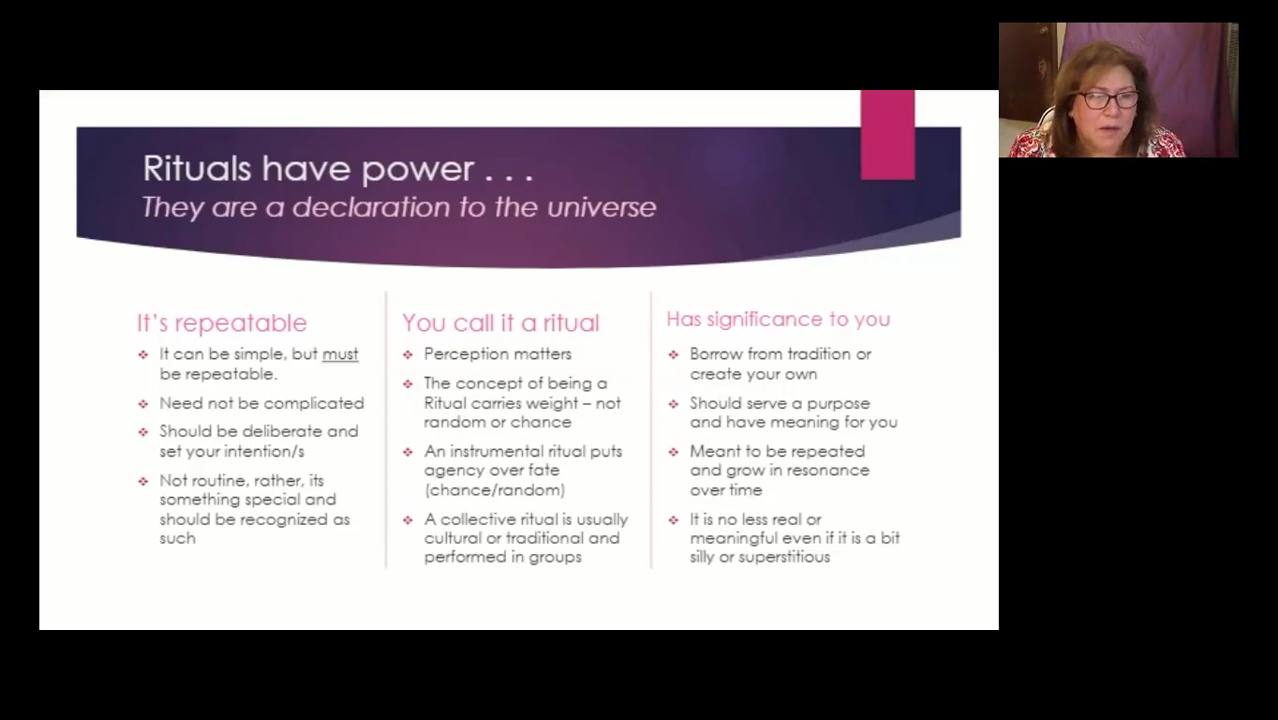 Rituals have power . . .
They are a declaration to the universe
It's repeatable
It can be simple, but must
be repeatable.
Need not be complicated
Should be deliberate and
set your intention/s
Not routine, rather, its
something special and
should be recognized as
such
You call it a ritual
Perception matters
The concept of being a
Ritual carries weight – not
random or chance
An instrumental ritual puts
agency over fate
(chance/random)
A collective ritual is usually
cultural or traditional and
performed in groups
Has significance to you
Borrow from tradition or
create your own
Should serve a purpose
and have meaning for you
Meant to be repeated
and grow in resonance
over time
It is no less real or
meaningful even if it is a bit
silly or superstitious